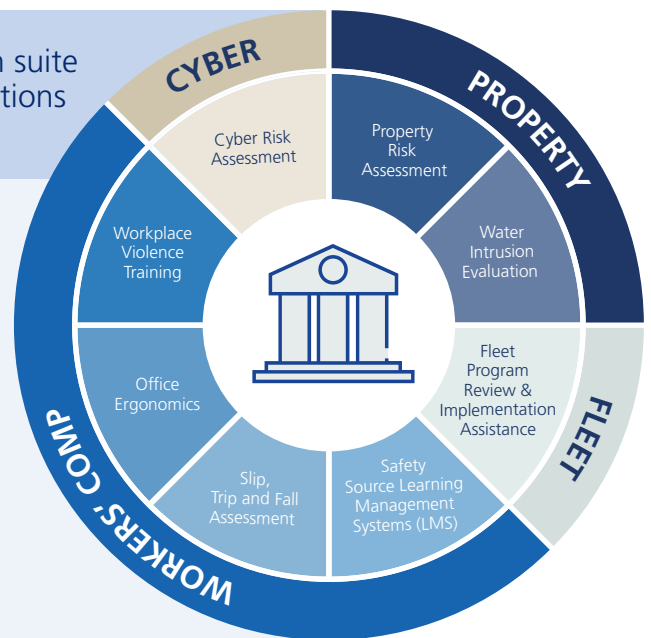 n suite
tions
CYBER
PROPERTY
FLEET
WORKERS' COMP
Cyber Risk
Assessment
Property
Risk
Assessment
Water
Intrusion
Evaluation
Fleet
Program
Review &
Implementation
Assistance
Safety
Source Learning
Management
Systems (LMS)
Slip,
Trip and Fall
Assessment
Office
Ergonomics
Workplace
Violence
Training